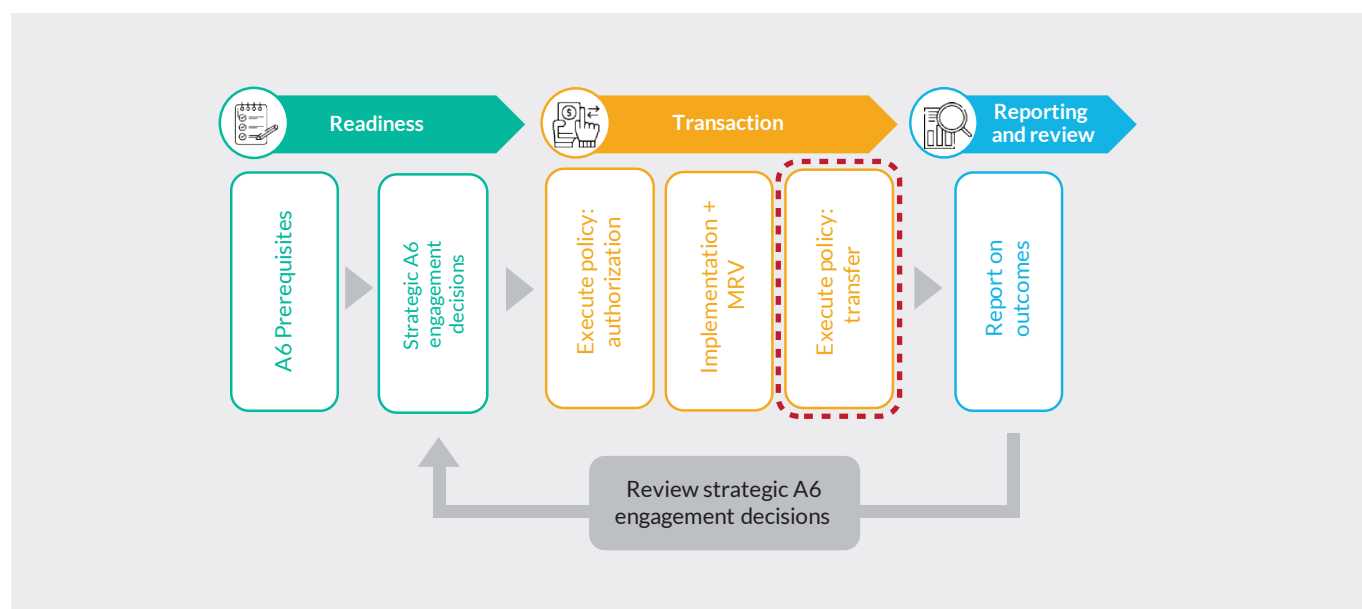 Readiness
Transaction
Reporting
and review
A6 Prerequisites
Strategic A6
engagement
decisions
Execute policy:
authorization
Implementation +
MRV
Execute policy:
transfer
Report on
outcomes
Review strategic A6
engagement decisions